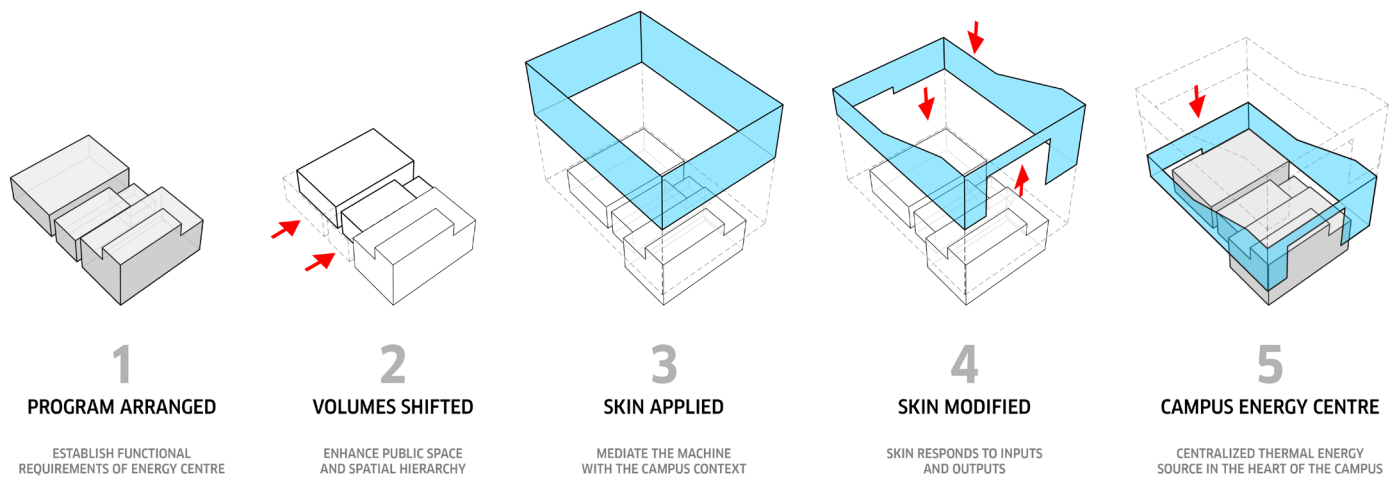 1
PROGRAM ARRANGED
ESTABLISH FUNCTIONAL
REQUIREMENTS OF ENERGY CENTRE
2
VOLUMES SHIFTED
ENHANCE PUBLIC SPACE
AND SPATIAL HIERARCHY
3
SKIN APPLIED
MEDIATE THE MACHINE
WITH THE CAMPUS CONTEXT
4
SKIN MODIFIED
SKIN RESPONDS TO INPUTS
AND OUTPUTS
5
CAMPUS ENERGY CENTRE
CENTRALIZED THERMAL ENERGY
SOURCE IN THE HEART OF THE CAMPUS